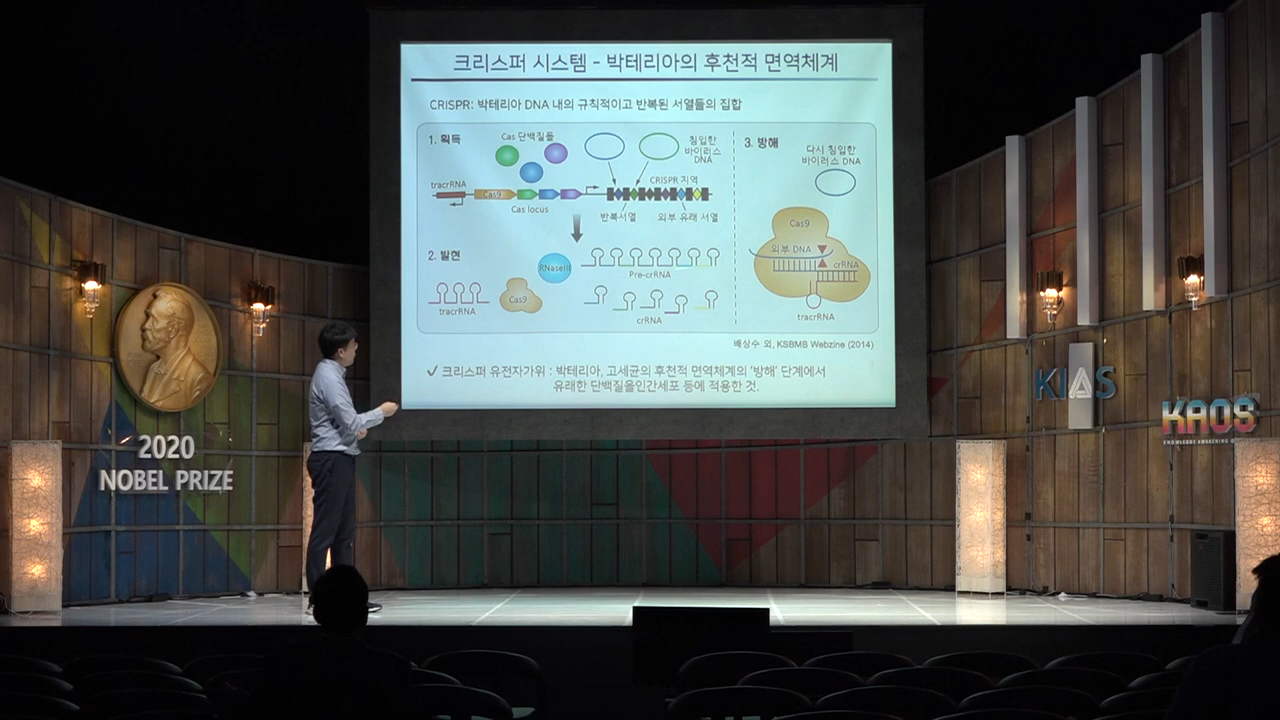 크리스퍼 시스템 – 박테리아의 후천적 면역체계
CRISPR: 박테리아 DNA 내의 규칙적이고 반복된 서열들의 집합
1. 획득
Cas 단백질들
침입한
바이러스
DNA
tracrRNA
Cas9
CRISPR 지역
Cas locus
반복서열
외부 유래 서열
2. 발현
RNaseIII
Pre-crRNA
tracrRNA
Cas9
crRNA
3. 방해
다시 침입한
바이러스 DNA
Cas9
외부 DNA
crRNA
tracrRNA
배상수 외, KSBMB Webzine (2014)
✓ 크리스퍼 유전자가위 : 박테리아, 고세균의 후천적 면역체계의 '방해' 단계에서
유래한 단백질을인간세포 등에 적용한 것.
2020
NOBEL PRIZE
KIAS
KAOS